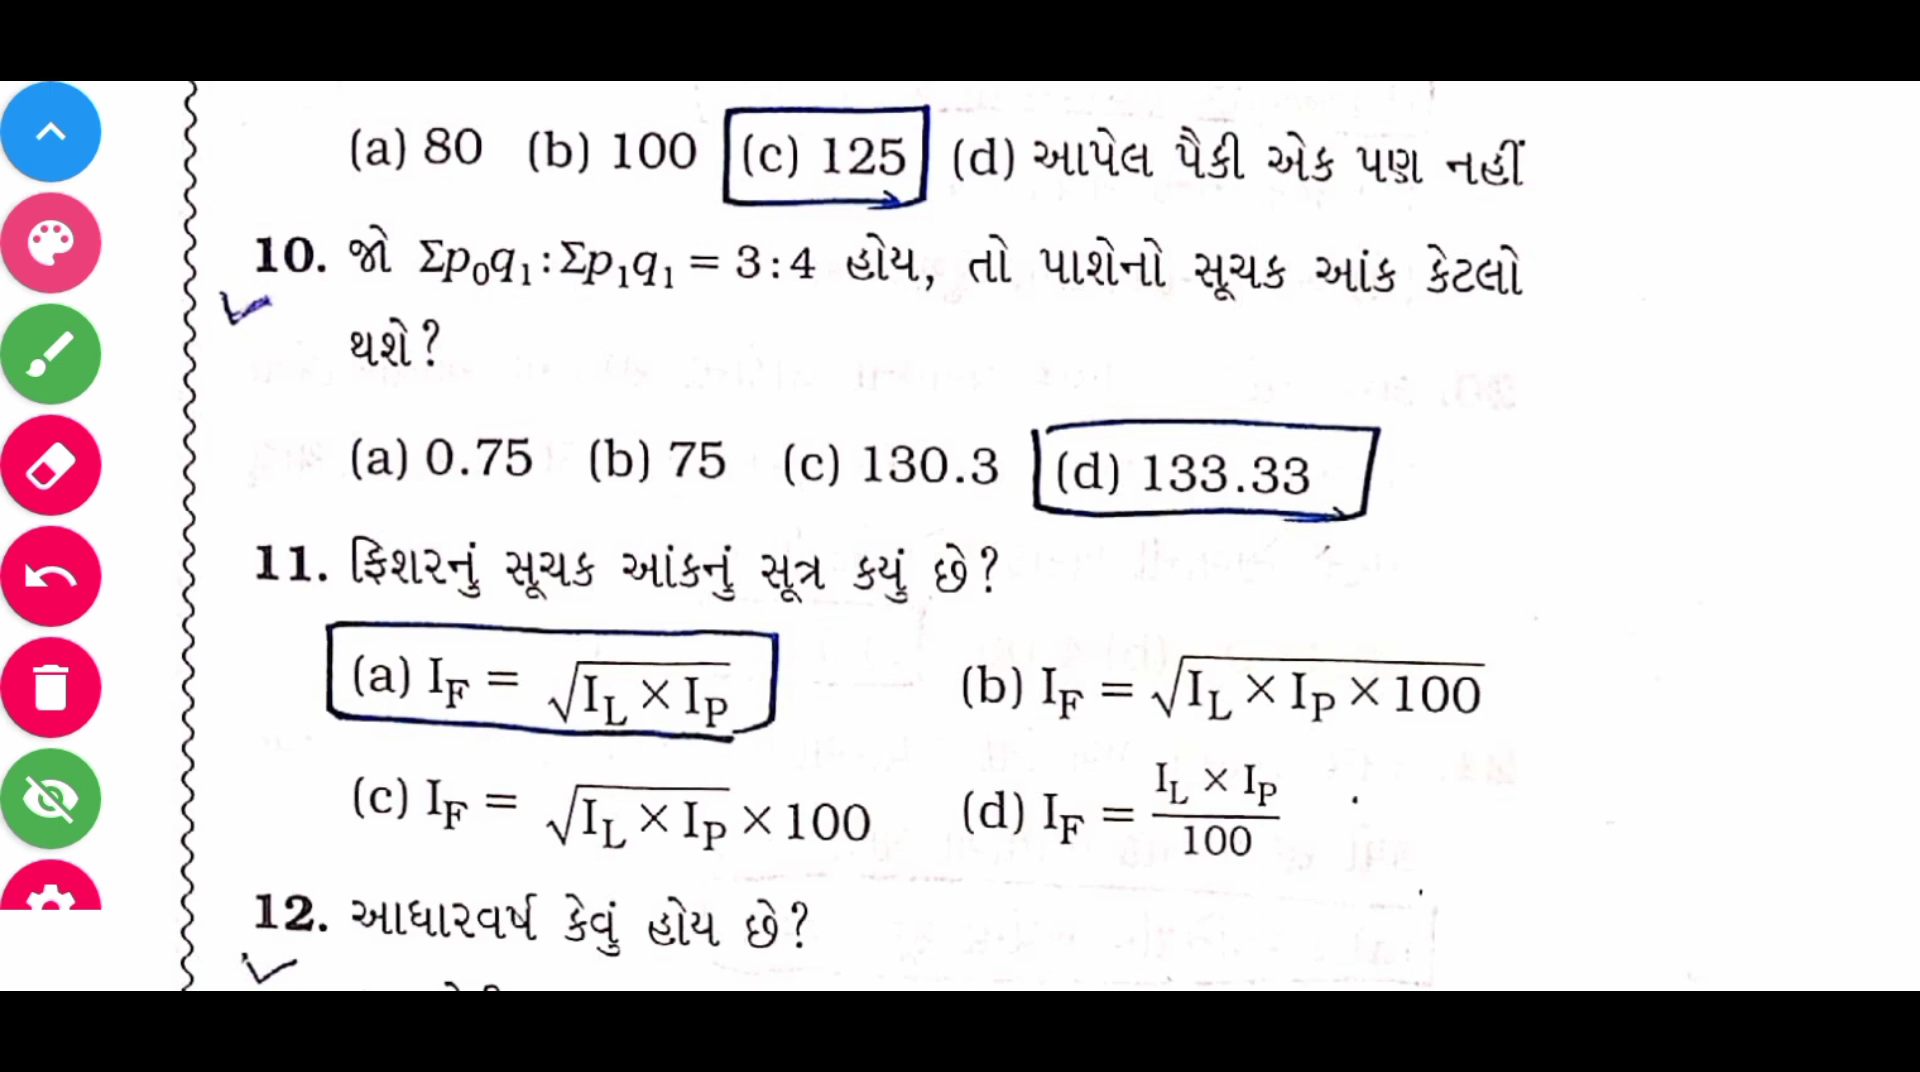 (a) 80 (b) 100 (c) 125 (d) આપેલ પૈકી એક પણ નહીં
10. જો Σp₀q₁ : Σp₁q₁ = 3 : 4 હોય, તો પાશેનો સૂચક આંક કેટલો
થશે?
(a) 0.75 (b) 75 (c) 130.3 (d) 133.33
11. ફિશરનું સૂચક આંકનું સૂત્ર કયું છે?
(a) I_F = √(I_L × I_P) (b) I_F = √(I_L × I_P × 100)
(c) I_F = √(I_L × I_P) × 100 (d) I_F = (I_L × I_P)/100
12. આધારવર્ષ કેવું હોય છે?